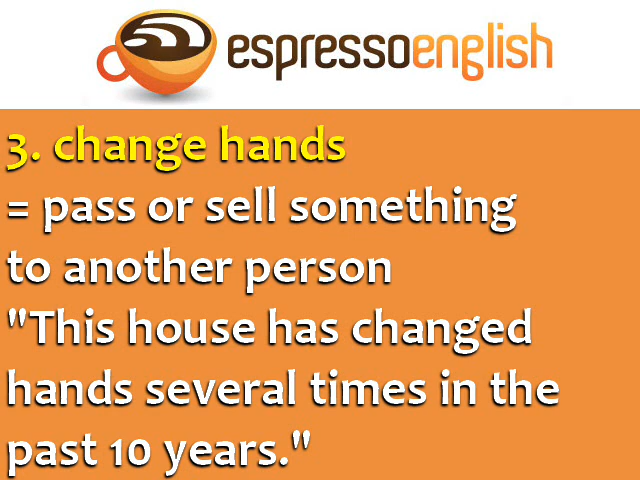 espressoenglish
3. change hands
= pass or sell something
to another person
"This house has changed
hands several times in the
past 10 years."